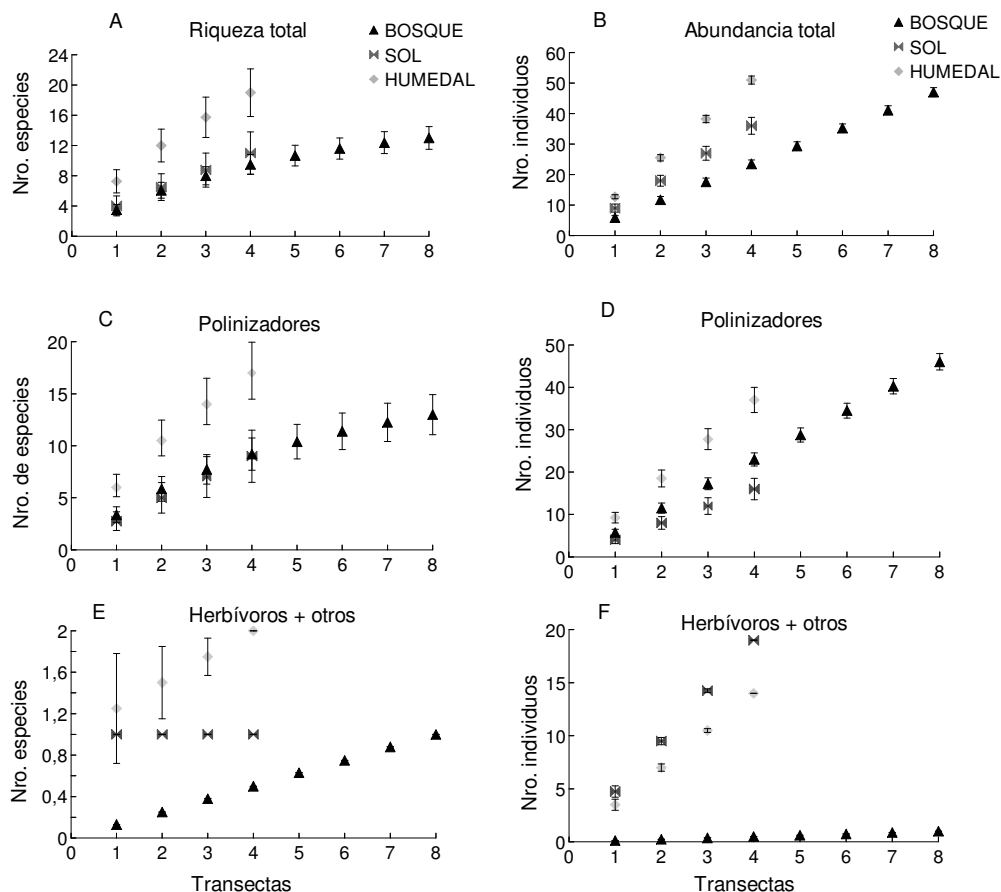 A
Riqueza total
BOSQUE
SOL
HUMEDAL
Nro. especies
24
20
16
12
8
4
0
0 1 2 3 4 5 6 7 8
B
Abundancia total
BOSQUE
SOL
HUMEDAL
Nro. individuos
60
50
40
30
20
10
0
0 1 2 3 4 5 6 7 8
C
Polinizadores
Nro. de especies
20
15
10
5
0
0 1 2 3 4 5 6 7 8
D
Polinizadores
Nro. individuos
50
40
30
20
10
0
0 1 2 3 4 5 6 7 8
E
Herbívoros + otros
Nro. especies
2
1,6
1,2
0,8
0,4
0
0 1 2 3 4 5 6 7 8
Transectas
F
Herbívoros + otros
Nro. individuos
20
15
10
5
0
0 1 2 3 4 5 6 7 8
Transectas